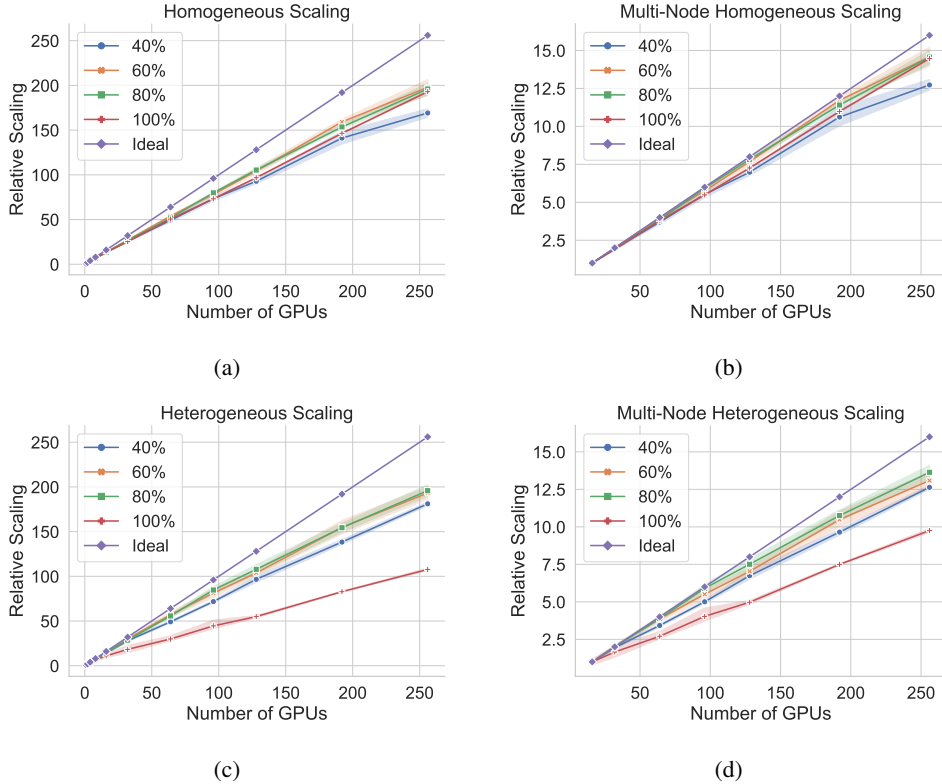 Homogeneous Scaling
250
200
150
100
50
0
Relative Scaling
40%
60%
80%
100%
Ideal
0 50 100 150 200 250
Number of GPUs
(a)
Multi-Node Homogeneous Scaling
15.0
12.5
10.0
7.5
5.0
2.5
Relative Scaling
40%
60%
80%
100%
Ideal
50 100 150 200 250
Number of GPUs
(b)
Heterogeneous Scaling
250
200
150
100
50
0
Relative Scaling
40%
60%
80%
100%
Ideal
0 50 100 150 200 250
Number of GPUs
(c)
Multi-Node Heterogeneous Scaling
15.0
12.5
10.0
7.5
5.0
2.5
Relative Scaling
40%
60%
80%
100%
Ideal
50 100 150 200 250
Number of GPUs
(d)